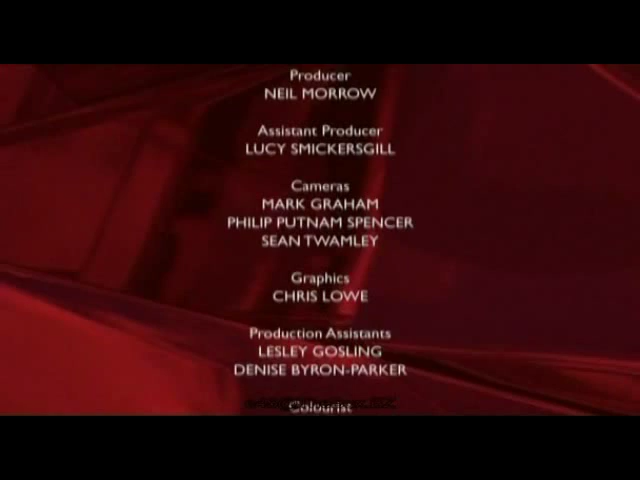 Producer
NEIL MORROW
Assistant Producer
LUCY SMICKERSGILL
Cameras
MARK GRAHAM
PHILIP PUTNAM SPENCER
SEAN TWAMLEY
Graphics
CHRIS LOWE
Production Assistants
LESLEY GOSLING
DENISE BYRON-PARKER
Colourist